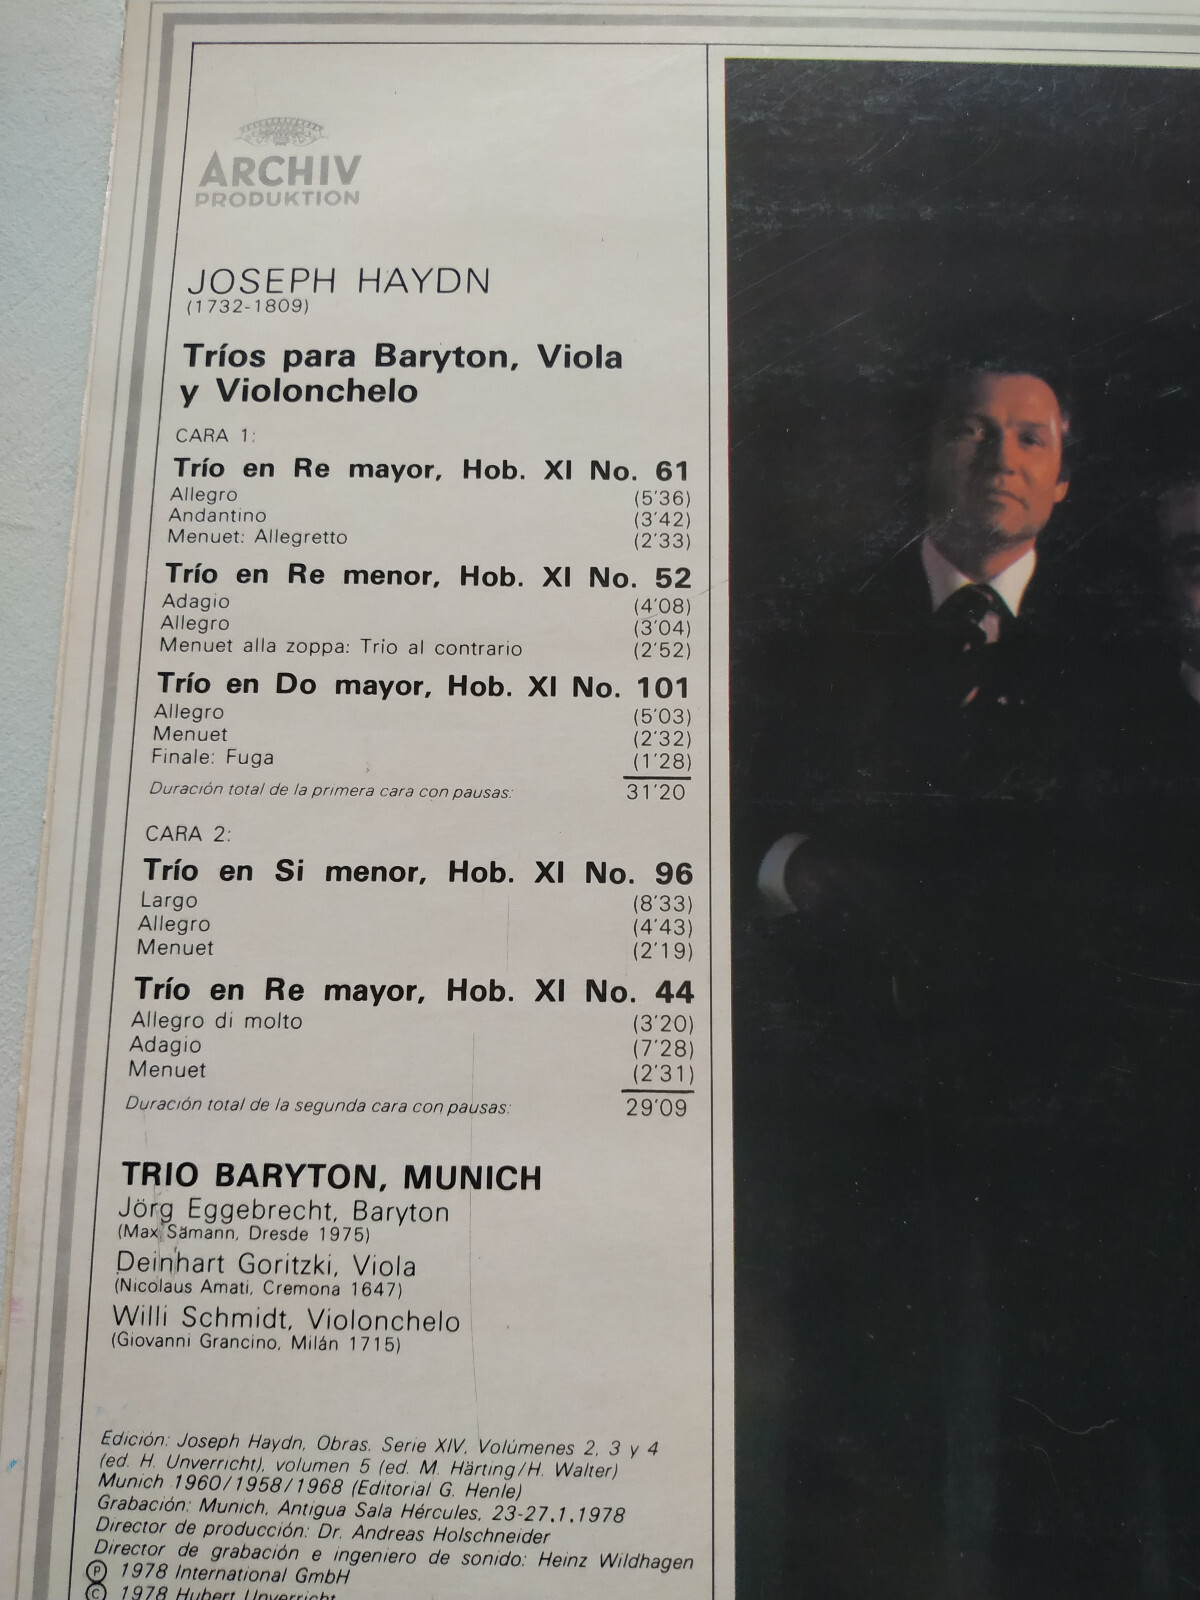 ARCHIV
PRODUKTION
JOSEPH HAYDN
(1732-1809)
Tríos para Baryton, Viola
y Violonchelo
CARA 1:
Trío en Re mayor, Hob. XI No. 61
Allegro (5'36)
Andantino (3'42)
Menuet: Allegretto (2'33)
Trío en Re menor, Hob. XI No. 52
Adagio (4'08)
Allegro (3'04)
Menuet alla zoppa: Trio al contrario (2'52)
Trío en Do mayor, Hob. XI No. 101
Allegro (5'03)
Menuet (2'32)
Finale: Fuga (1'28)
Duración total de la primera cara con pausas: 31'20
CARA 2:
Trío en Si menor, Hob. XI No. 96
Largo (8'33)
Allegro (4'43)
Menuet (2'19)
Trío en Re mayor, Hob. XI No. 44
Allegro di molto (3'20)
Adagio (7'28)
Menuet (2'31)
Duración total de la segunda cara con pausas: 29'09
TRIO BARYTON, MUNICH
Jörg Eggebrecht, Baryton
(Max Sämann, Dresde 1975)
Deinhart Goritzki, Viola
(Nicolaus Amati, Cremona 1647)
Willi Schmidt, Violonchelo
(Giovanni Grancino, Milán 1715)
Edición: Joseph Haydn, Obras. Serie XIV, Volúmenes 2, 3 y 4
(ed. H. Unverricht), volumen 5 (ed. M. Härting/H. Walter)
Munich 1960/1958/1968 (Editorial G. Henle)
Grabación: Munich, Antigua Sala Hércules, 23-27.1.1978
Director de producción: Dr. Andreas Holschneider
Director de grabación e ingeniero de sonido: Heinz Wildhagen
Ⓟ 1978 International GmbH
© 1978 Hubert Unverricht